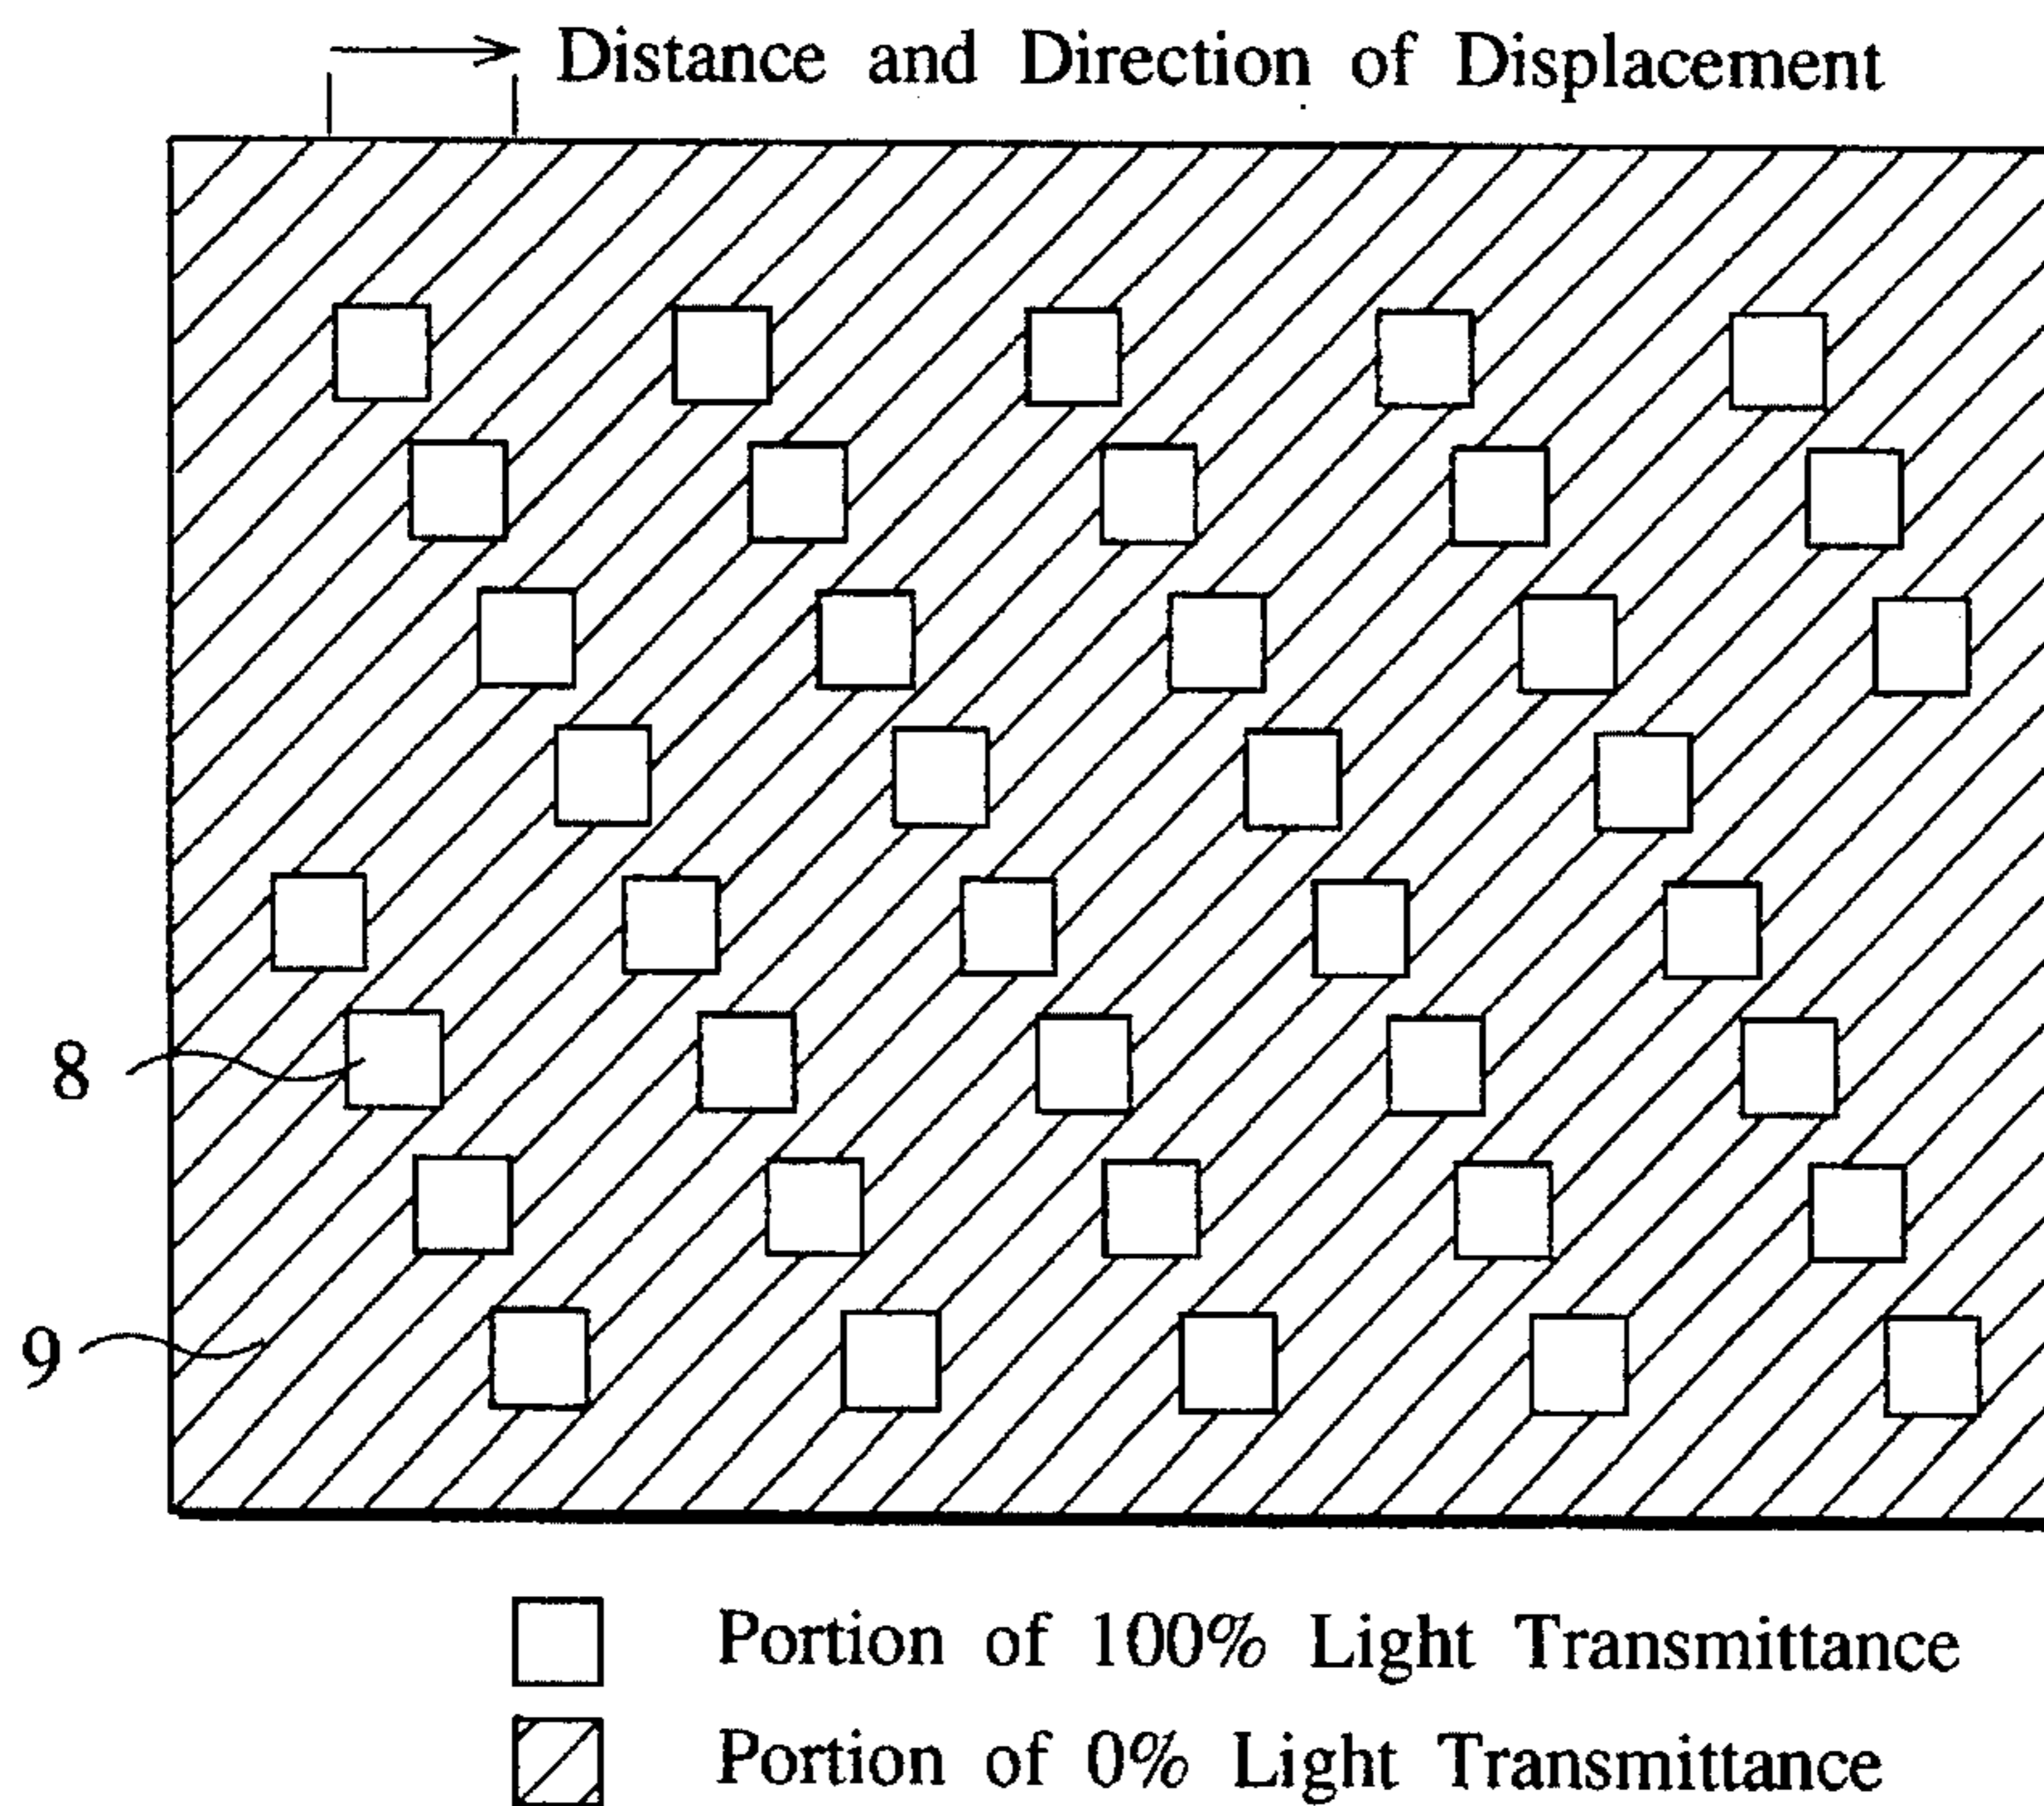 Distance and Direction of Displacement
8
9
Portion of 100% Light Transmittance
Portion of 0% Light Transmittance